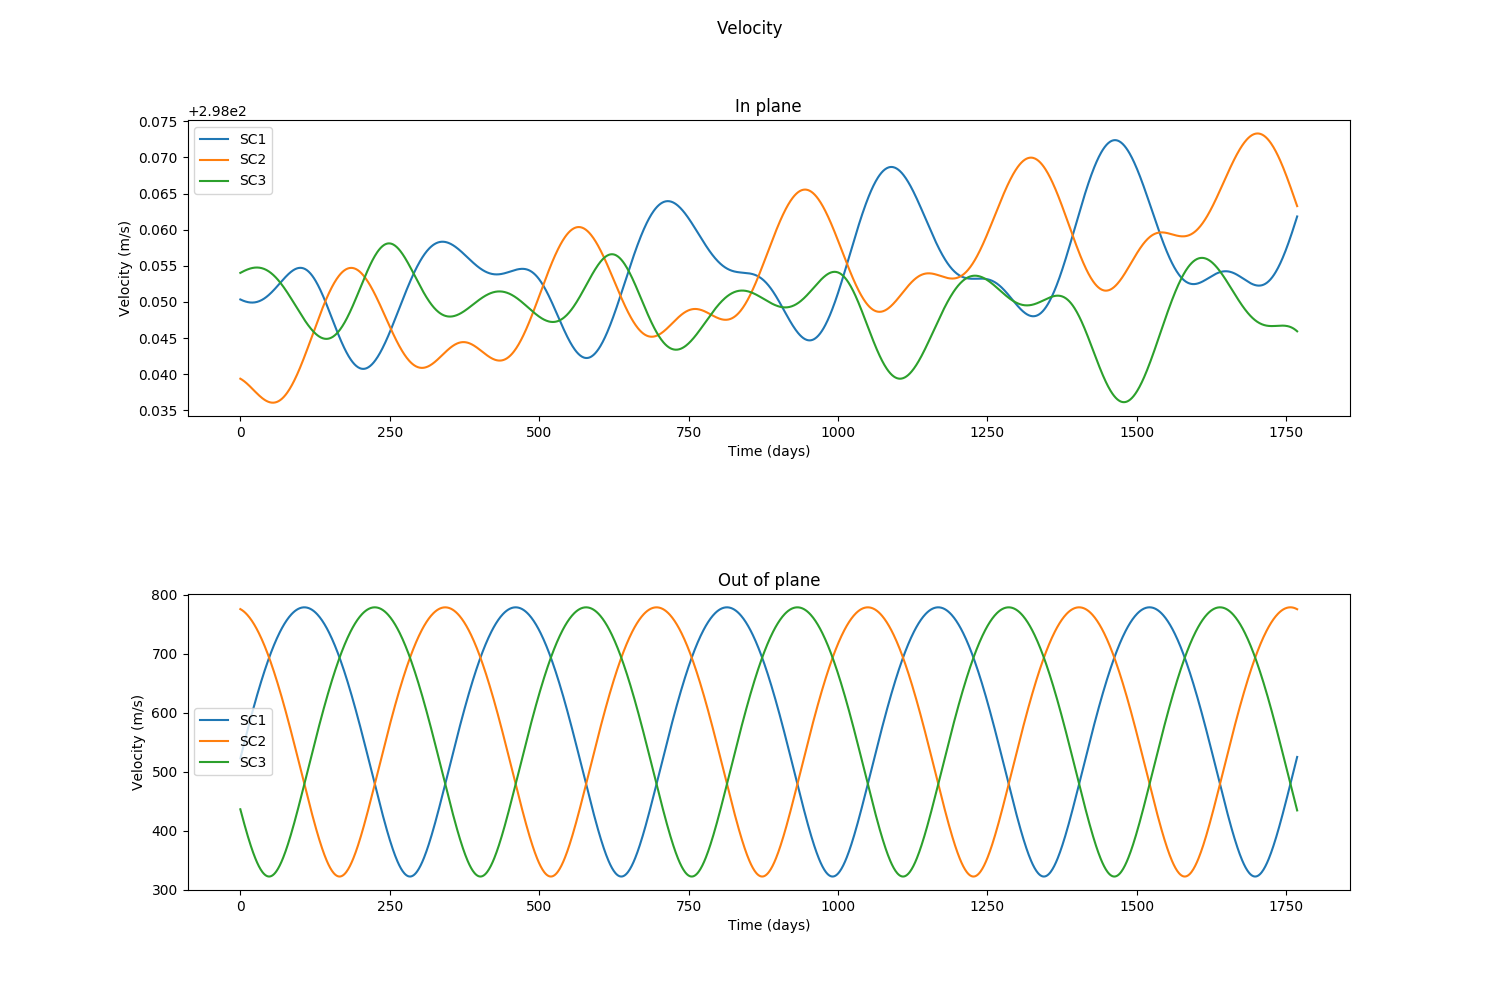 Velocity
In plane
+2.98e2
0.075
0.070
0.065
0.060
0.055
0.050
0.045
0.040
0.035
Velocity (m/s)
SC1
SC2
SC3
0 250 500 750 1000 1250 1500 1750
Time (days)
Out of plane
800
700
600
500
400
300
Velocity (m/s)
SC1
SC2
SC3
0 250 500 750 1000 1250 1500 1750
Time (days)